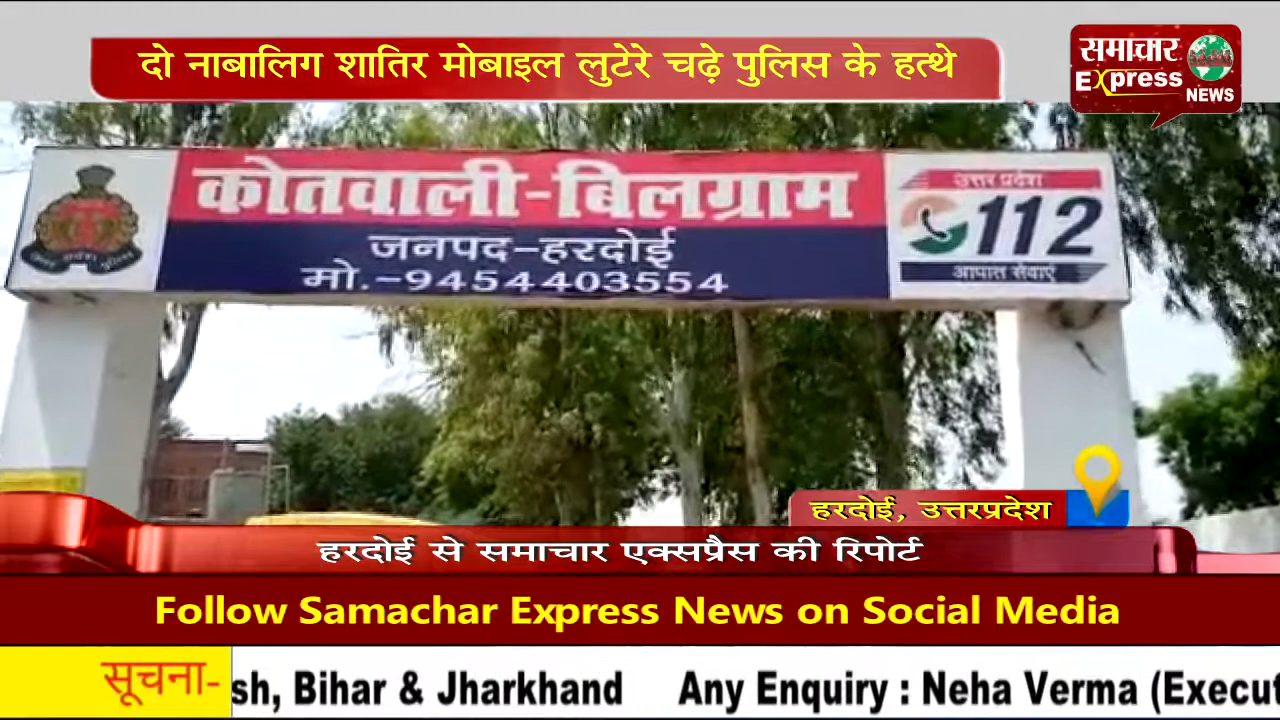 दो नाबालिग शातिर मोबाइल लुटेरे चढ़े पुलिस के हत्थे
समाचार
Express
NEWS
कोतवाली-बिलग्राम
जनपद-हरदोई
मो.-9454403554
उत्तर प्रदेश
112
आपात सेवाएं
हरदोई, उत्तरप्रदेश
हरदोई से समाचार एक्सप्रैस की रिपोर्ट
Follow Samachar Express News on Social Media
सूचना-
sh, Bihar & Jharkhand Any Enquiry : Neha Verma (Execut